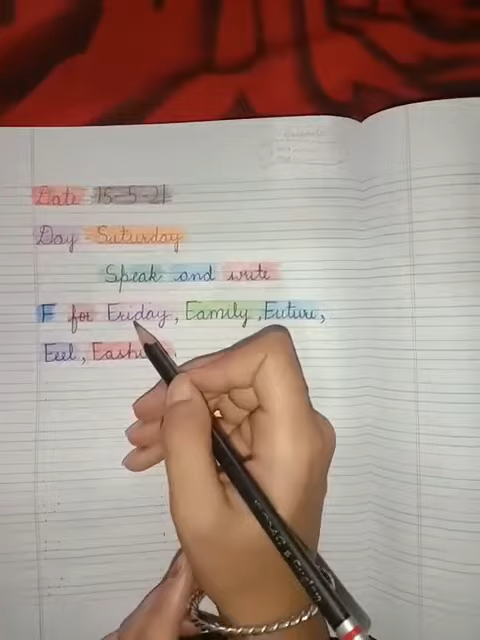 Date 15-5-21
Day - Saturday
Speak and write
F for Friday, Family, Future,
Feel,